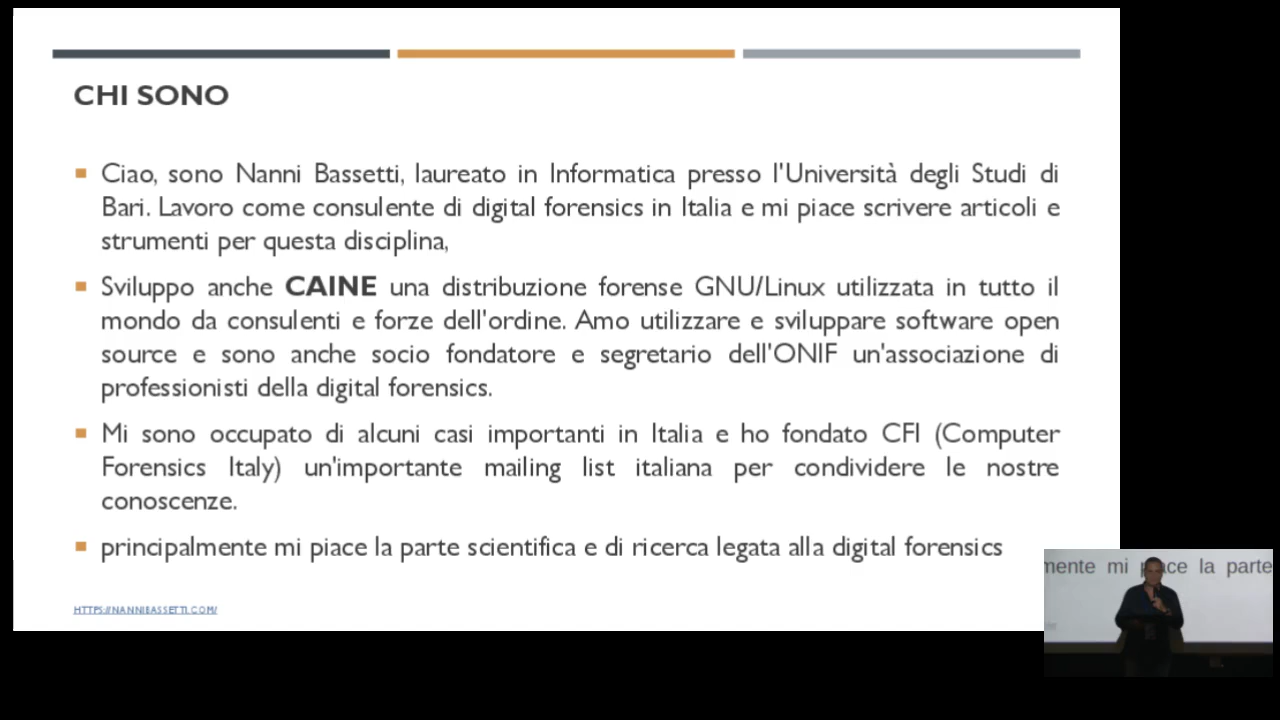 CHI SONO
Ciao, sono Nanni Bassetti, laureato in Informatica presso l'Università degli Studi di
Bari. Lavoro come consulente di digital forensics in Italia e mi piace scrivere articoli e
strumenti per questa disciplina,
Sviluppo anche CAINE una distribuzione forense GNU/Linux utilizzata in tutto il
mondo da consulenti e forze dell'ordine. Amo utilizzare e sviluppare software open
source e sono anche socio fondatore e segretario dell'ONIF un'associazione di
professionisti della digital forensics.
Mi sono occupato di alcuni casi importanti in Italia e ho fondato CFI (Computer
Forensics Italy) un'importante mailing list italiana per condividere le nostre
conoscenze.
principalmente mi piace la parte scientifica e di ricerca legata alla digital forensics
HTTPS://NANNIBASSETTI.COM/
mente mi la parte